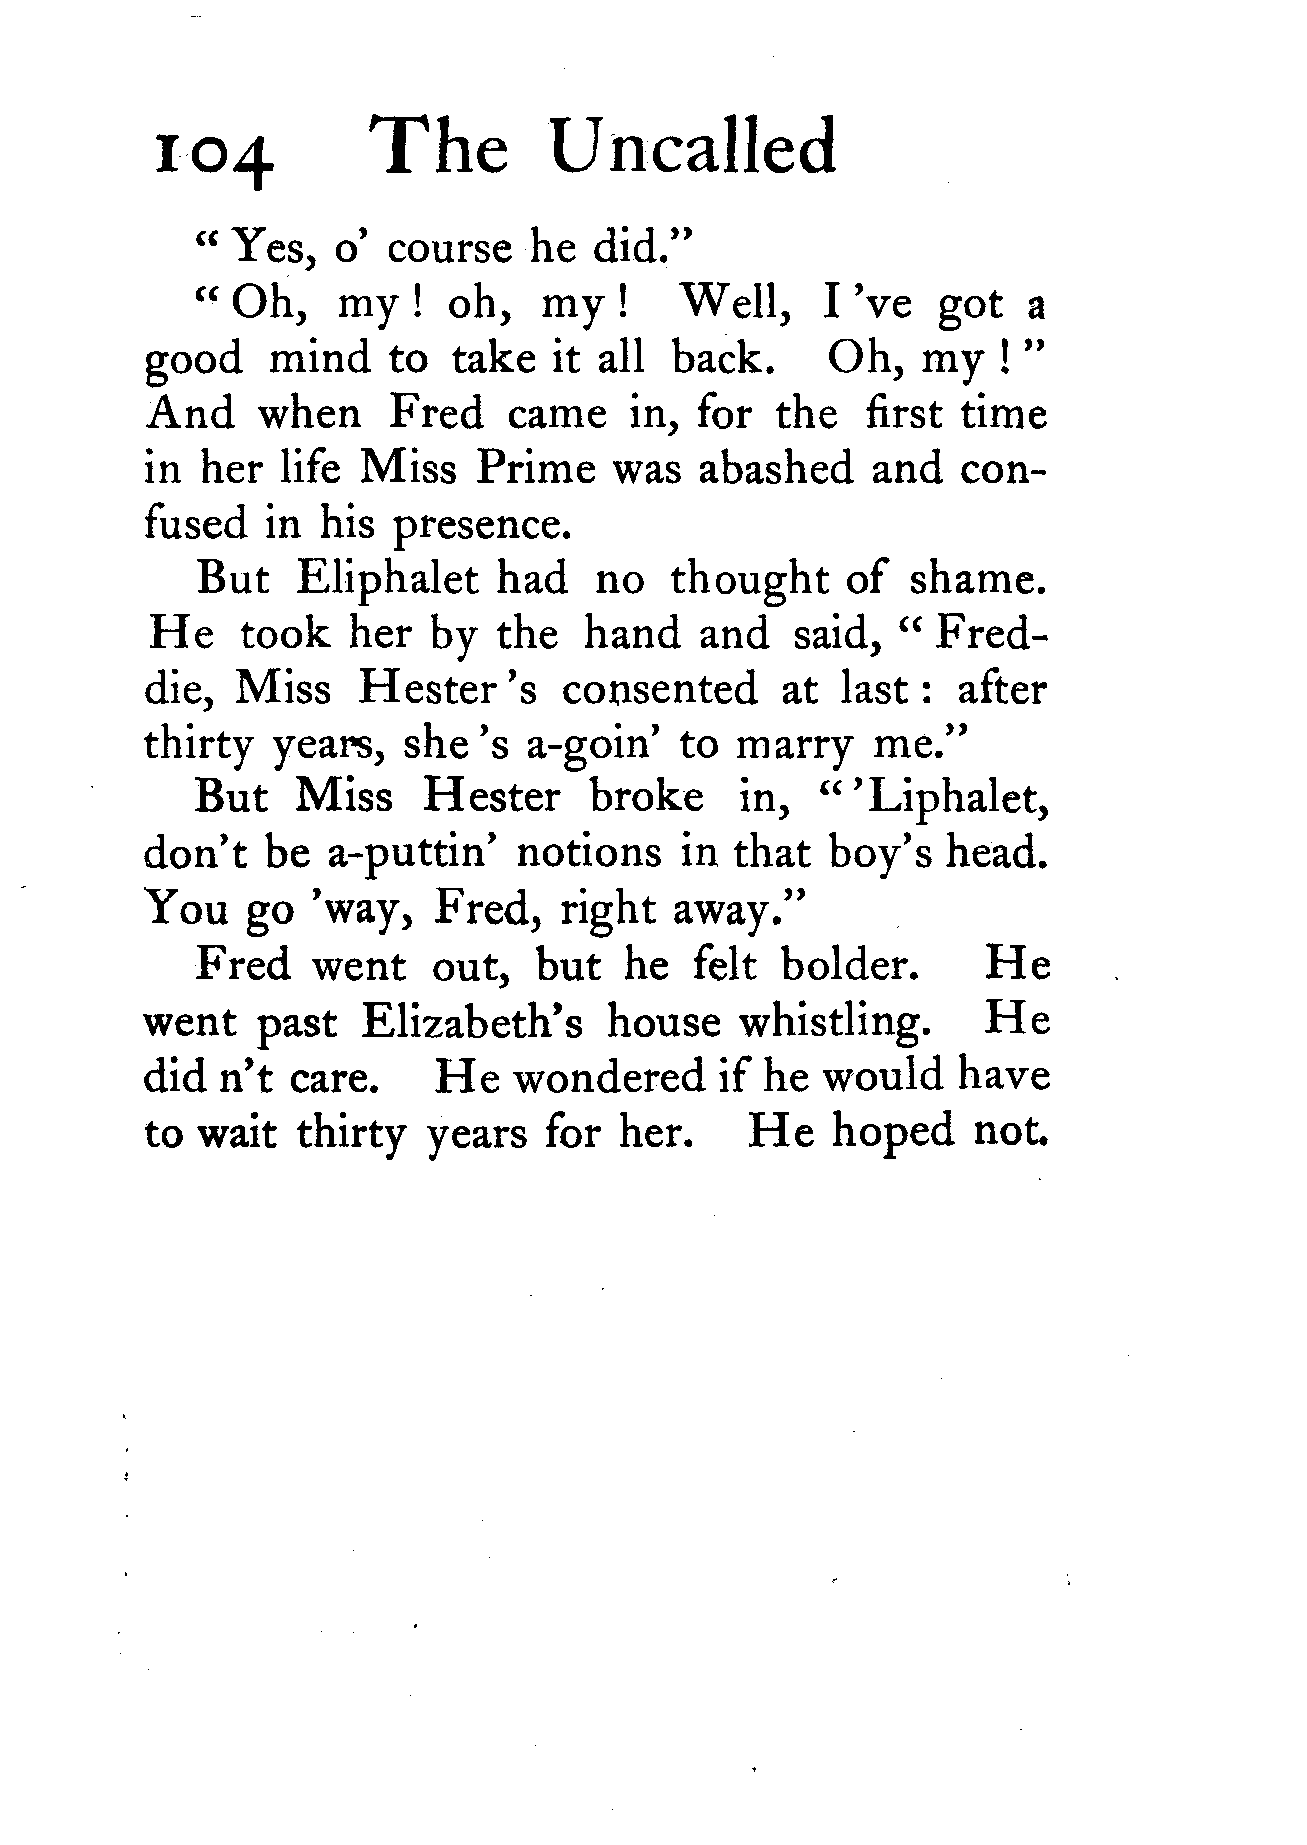 104 The Uncalled
“ Yes, o’ course he did.”
“ Oh, my ! oh, my ! Well, I ’ve got a
good mind to take it all back. Oh, my ! ”
And when Fred came in, for the first time
in her life Miss Prime was abashed and con-
fused in his presence.
But Eliphalet had no thought of shame.
He took her by the hand and said, “ Fred-
die, Miss Hester ’s consented at last : after
thirty years, she ’s a-goin’ to marry me.”
But Miss Hester broke in, “ ’Liphalet,
don’t be a-puttin’ notions in that boy’s head.
You go ’way, Fred, right away.”
Fred went out, but he felt bolder. He
went past Elizabeth’s house whistling. He
did n’t care. He wondered if he would have
to wait thirty years for her. He hoped not.